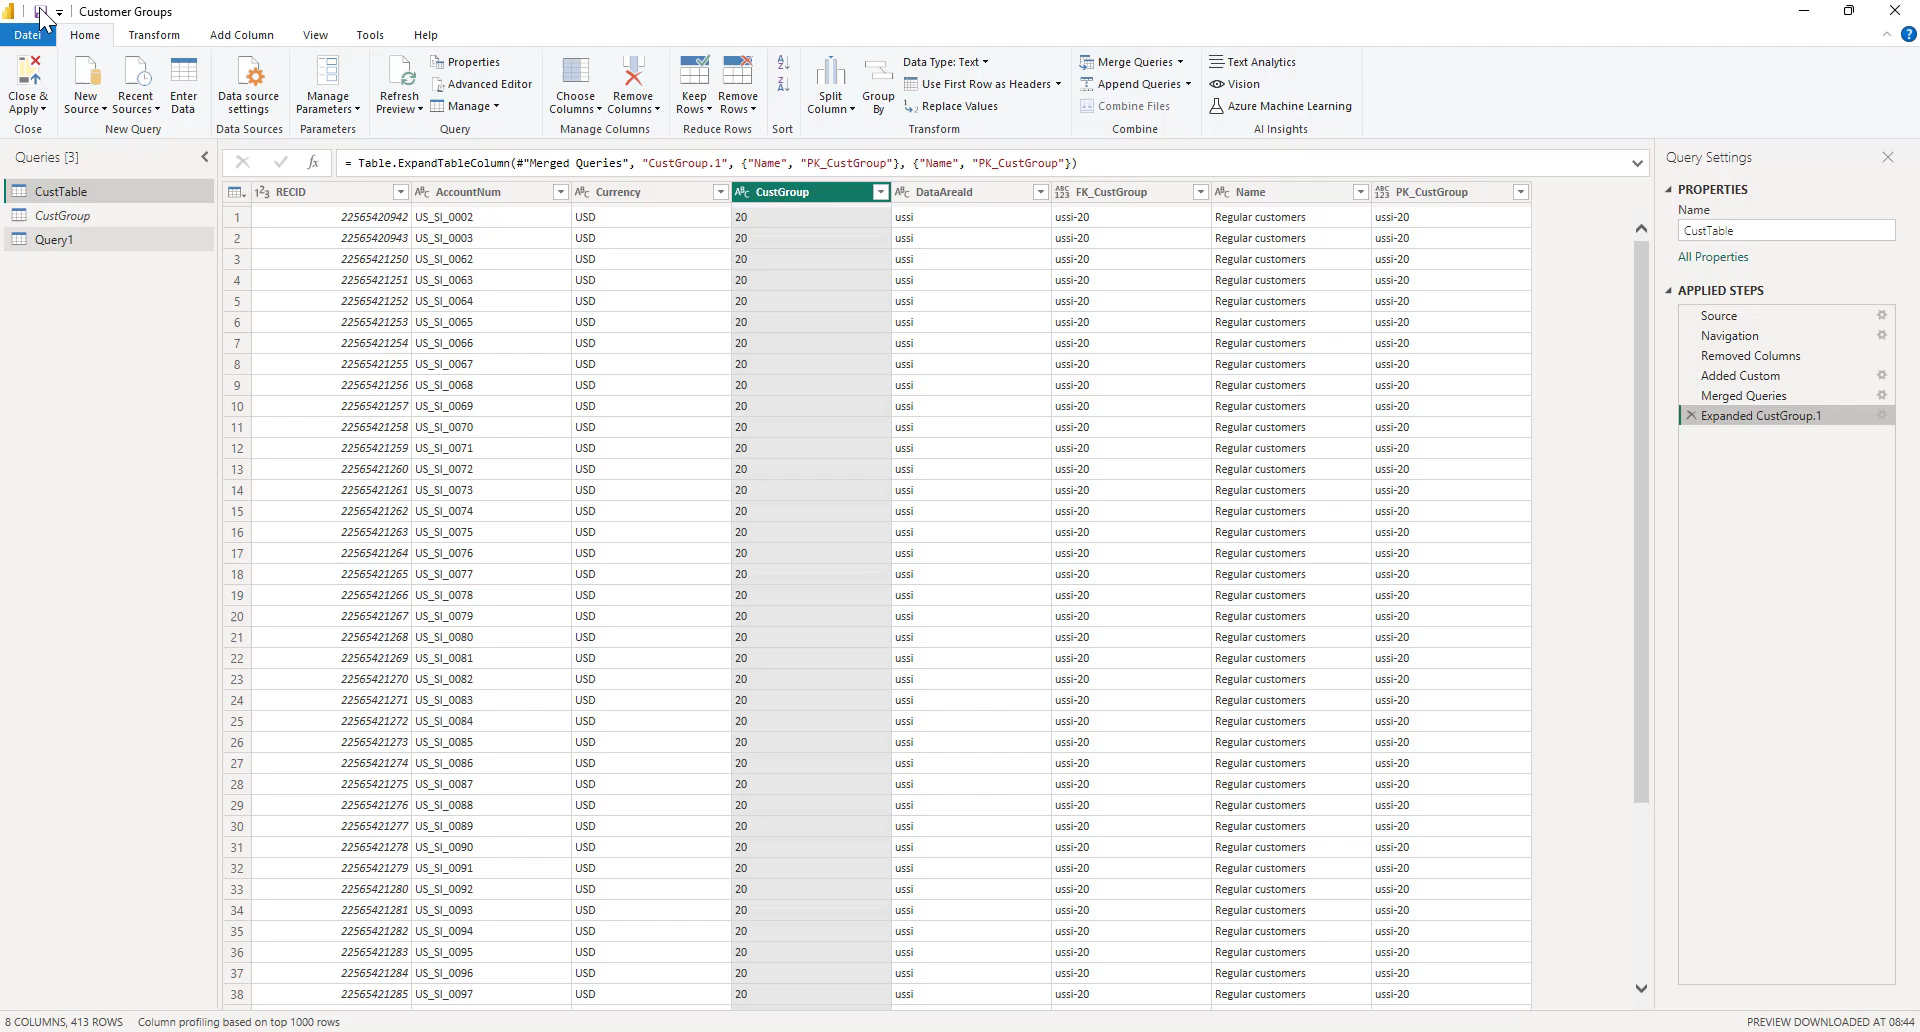 Customer Groups
Datei Home Transform Add Column View Tools Help
Close & Apply
Close
New Source
Recent Sources
Enter Data
New Query
Data source settings
Data Sources
Manage Parameters
Parameters
Refresh Preview
Properties
Advanced Editor
Manage
Query
Choose Columns
Remove Columns
Manage Columns
Keep Rows
Remove Rows
Reduce Rows
Sort
Split Column
Group By
Data Type: Text
Use First Row as Headers
Replace Values
Transform
Merge Queries
Append Queries
Combine Files
Combine
Text Analytics
Vision
Azure Machine Learning
AI Insights
Queries [3]
CustTable
CustGroup
Query1
= Table.ExpandTableColumn(#"Merged Queries", "CustGroup.1", {"Name", "PK_CustGroup"}, {"Name", "PK_CustGroup"})
RECID AccountNum Currency CustGroup DataAreaId FK_CustGroup Name PK_CustGroup
1 22565420942 US_SI_0002 USD 20 ussi ussi-20 Regular customers ussi-20
2 22565420943 US_SI_0003 USD 20 ussi ussi-20 Regular customers ussi-20
3 22565421250 US_SI_0062 USD 20 ussi ussi-20 Regular customers ussi-20
4 22565421251 US_SI_0063 USD 20 ussi ussi-20 Regular customers ussi-20
5 22565421252 US_SI_0064 USD 20 ussi ussi-20 Regular customers ussi-20
6 22565421253 US_SI_0065 USD 20 ussi ussi-20 Regular customers ussi-20
7 22565421254 US_SI_0066 USD 20 ussi ussi-20 Regular customers ussi-20
8 22565421255 US_SI_0067 USD 20 ussi ussi-20 Regular customers ussi-20
9 22565421256 US_SI_0068 USD 20 ussi ussi-20 Regular customers ussi-20
10 22565421257 US_SI_0069 USD 20 ussi ussi-20 Regular customers ussi-20
11 22565421258 US_SI_0070 USD 20 ussi ussi-20 Regular customers ussi-20
12 22565421259 US_SI_0071 USD 20 ussi ussi-20 Regular customers ussi-20
13 22565421260 US_SI_0072 USD 20 ussi ussi-20 Regular customers ussi-20
14 22565421261 US_SI_0073 USD 20 ussi ussi-20 Regular customers ussi-20
15 22565421262 US_SI_0074 USD 20 ussi ussi-20 Regular customers ussi-20
16 22565421263 US_SI_0075 USD 20 ussi ussi-20 Regular customers ussi-20
17 22565421264 US_SI_0076 USD 20 ussi ussi-20 Regular customers ussi-20
18 22565421265 US_SI_0077 USD 20 ussi ussi-20 Regular customers ussi-20
19 22565421266 US_SI_0078 USD 20 ussi ussi-20 Regular customers ussi-20
20 22565421267 US_SI_0079 USD 20 ussi ussi-20 Regular customers ussi-20
21 22565421268 US_SI_0080 USD 20 ussi ussi-20 Regular customers ussi-20
22 22565421269 US_SI_0081 USD 20 ussi ussi-20 Regular customers ussi-20
23 22565421270 US_SI_0082 USD 20 ussi ussi-20 Regular customers ussi-20
24 22565421271 US_SI_0083 USD 20 ussi ussi-20 Regular customers ussi-20
25 22565421272 US_SI_0084 USD 20 ussi ussi-20 Regular customers ussi-20
26 22565421273 US_SI_0085 USD 20 ussi ussi-20 Regular customers ussi-20
27 22565421274 US_SI_0086 USD 20 ussi ussi-20 Regular customers ussi-20
28 22565421275 US_SI_0087 USD 20 ussi ussi-20 Regular customers ussi-20
29 22565421276 US_SI_0088 USD 20 ussi ussi-20 Regular customers ussi-20
30 22565421277 US_SI_0089 USD 20 ussi ussi-20 Regular customers ussi-20
31 22565421278 US_SI_0090 USD 20 ussi ussi-20 Regular customers ussi-20
32 22565421279 US_SI_0091 USD 20 ussi ussi-20 Regular customers ussi-20
33 22565421280 US_SI_0092 USD 20 ussi ussi-20 Regular customers ussi-20
34 22565421281 US_SI_0093 USD 20 ussi ussi-20 Regular customers ussi-20
35 22565421282 US_SI_0094 USD 20 ussi ussi-20 Regular customers ussi-20
36 22565421283 US_SI_0095 USD 20 ussi ussi-20 Regular customers ussi-20
37 22565421284 US_SI_0096 USD 20 ussi ussi-20 Regular customers ussi-20
38 22565421285 US_SI_0097 USD 20 ussi ussi-20 Regular customers ussi-20
Query Settings
PROPERTIES
Name
CustTable
All Properties
APPLIED STEPS
Source
Navigation
Removed Columns
Added Custom
Merged Queries
Expanded CustGroup.1
8 COLUMNS, 413 ROWS Column profiling based on top 1000 rows
PREVIEW DOWNLOADED AT 08:44